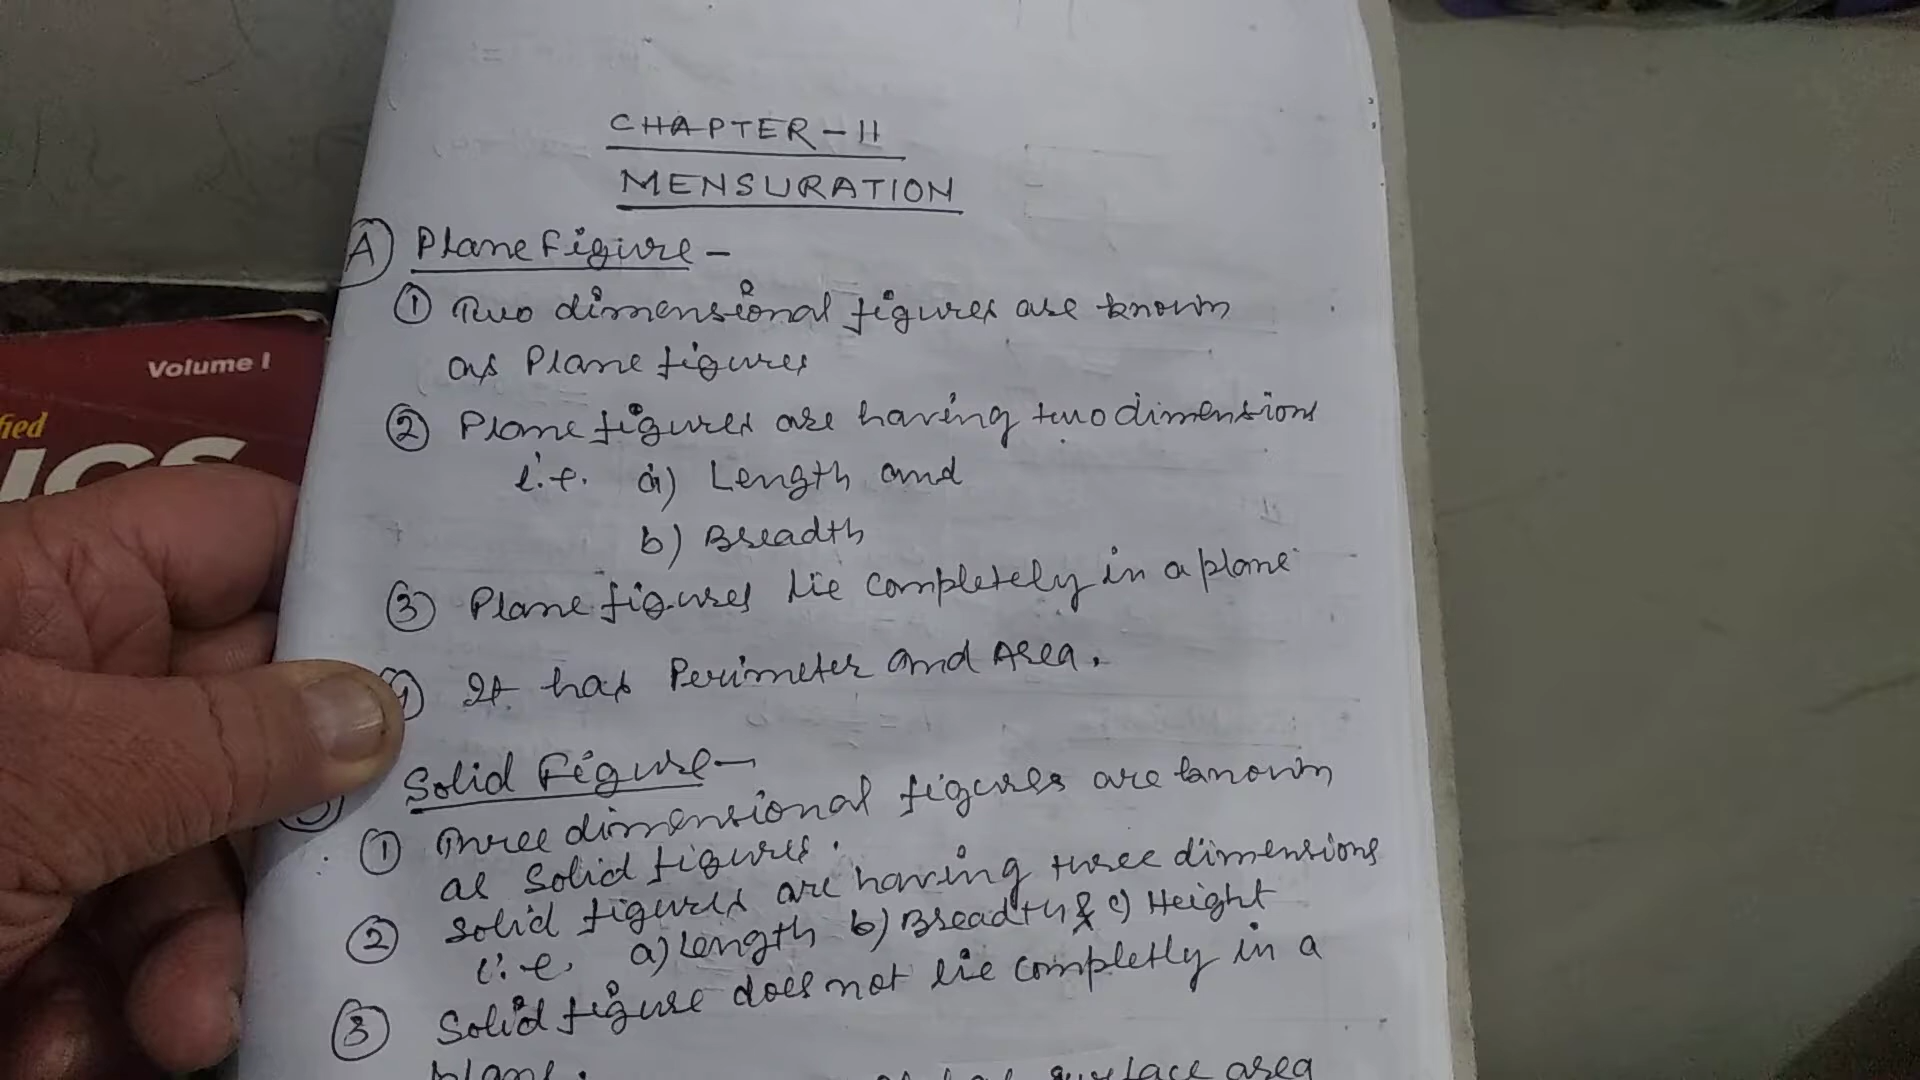 CHAPTER - 11
MENSURATION
A) Plane Figure -
① Two dimensional figures are known
as Plane figures
② Plane figures are having two dimensions
i.e. a) Length and
b) Breadth
③ Plane figures lie completely in a plane
④ It has Perimeter and Area.
Solid Figure -
① Three dimensional figures are known
as Solid figures.
② Solid figures are having three dimensions
i.e. a) Length b) Breadth & c) Height
③ Solid figure does not lie completly in a
plane.
surface area
Volume I